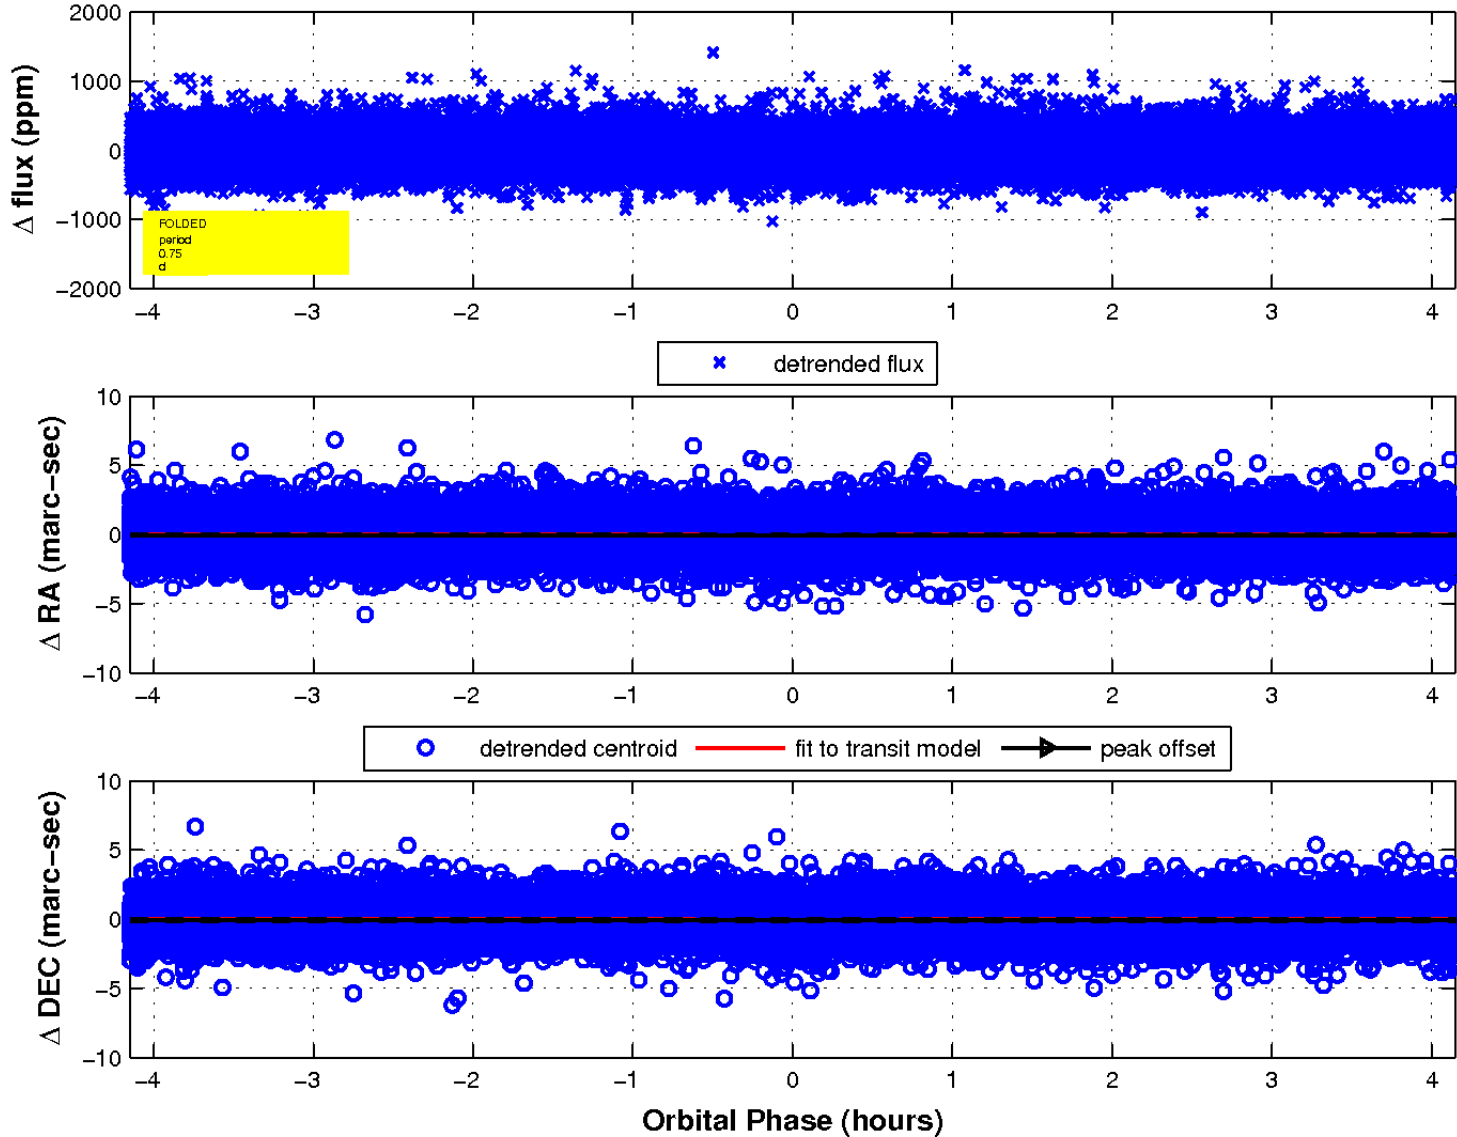 2000
1000
0
−1000
−2000
Δ flux (ppm)
FOLDED
period
0.75
d
−4 −3 −2 −1 0 1 2 3 4
detrended flux
10
5
0
−5
−10
Δ RA (marc−sec)
−4 −3 −2 −1 0 1 2 3 4
detrended centroid fit to transit model peak offset
10
5
0
−5
−10
Δ DEC (marc−sec)
−4 −3 −2 −1 0 1 2 3 4
Orbital Phase (hours)